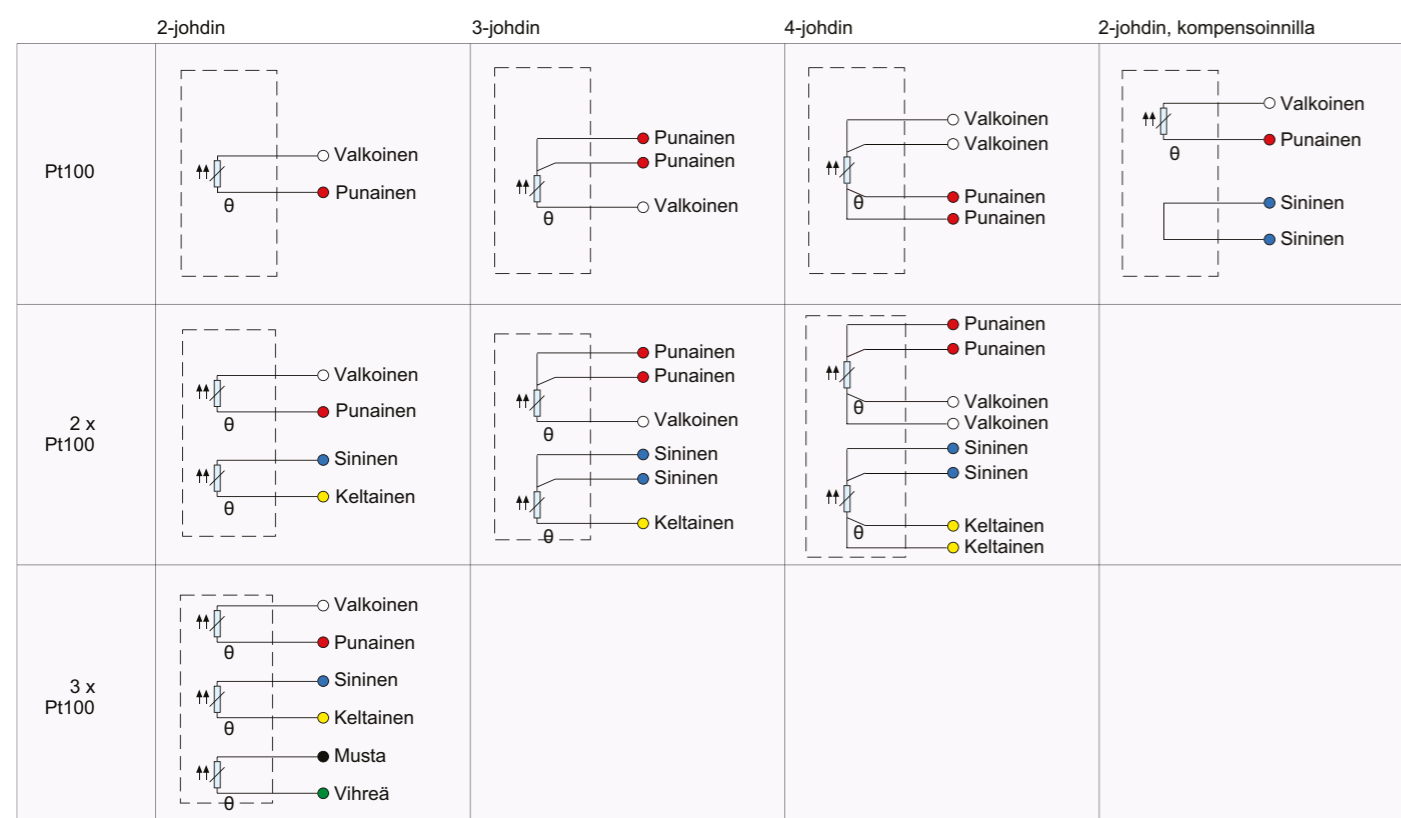 2-johdin
3-johdin
4-johdin
2-johdin, kompensoinnilla
Pt100
Valkoinen
Punainen
θ
Punainen
Punainen
Valkoinen
θ
Valkoinen
Valkoinen
Punainen
Punainen
θ
Valkoinen
Punainen
θ
Sininen
Sininen
2 x
Pt100
Valkoinen
Punainen
θ
Sininen
Keltainen
θ
Punainen
Punainen
Valkoinen
θ
Sininen
Sininen
Keltainen
θ
Punainen
Punainen
Valkoinen
θ
Valkoinen
Sininen
Sininen
Keltainen
θ
Keltainen
3 x
Pt100
Valkoinen
Punainen
θ
Sininen
Keltainen
θ
Musta
Vihreä
θ